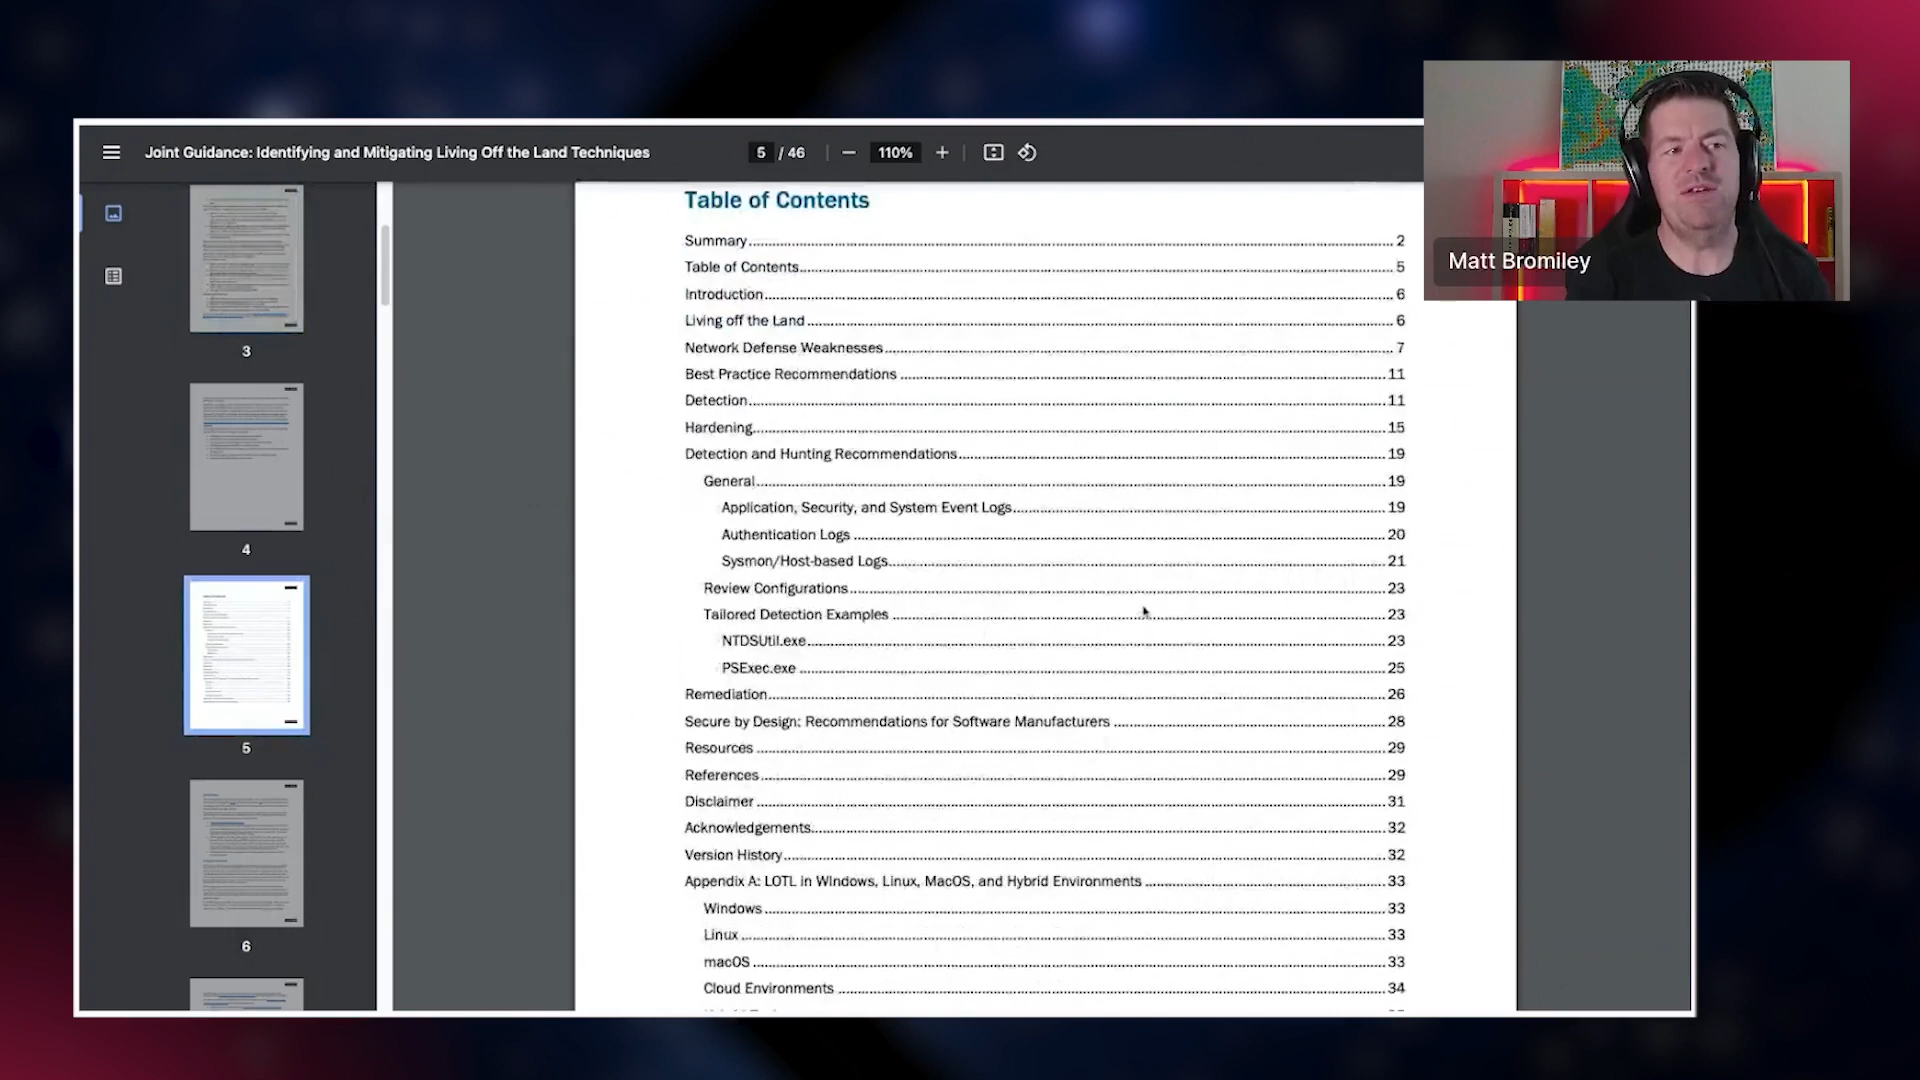 Joint Guidance: Identifying and Mitigating Living Off the Land Techniques
5 / 46
110%
Matt Bromiley
3
4
5
6
Table of Contents
Summary 2
Table of Contents 5
Introduction 6
Living off the Land 6
Network Defense Weaknesses 7
Best Practice Recommendations 11
Detection 11
Hardening 15
Detection and Hunting Recommendations 19
General 19
Application, Security, and System Event Logs 19
Authentication Logs 20
Sysmon/Host-based Logs 21
Review Configurations 23
Tailored Detection Examples 23
NTDSUtil.exe 23
PSExec.exe 25
Remediation 26
Secure by Design: Recommendations for Software Manufacturers 28
Resources 29
References 29
Disclaimer 31
Acknowledgements 32
Version History 32
Appendix A: LOTL in Windows, Linux, MacOS, and Hybrid Environments 33
Windows 33
Linux 33
macOS 33
Cloud Environments 34